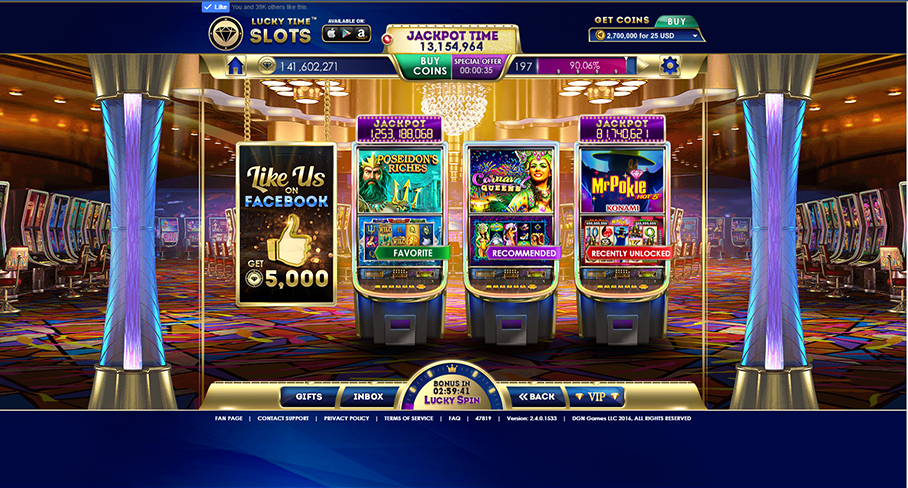 Like You and 39K others like this.
LUCKY TIME™
SLOTS
AVAILABLE ON:
JACKPOT TIME
13,154,964
GET COINS BUY
2,700,000 for 25 USD
141,602,271
BUY
COINS
SPECIAL OFFER
00:00:35
197
90.06%
JACKPOT
1,253,188,068
JACKPOT
81,740,621
Like Us
ON
FACEBOOK
GET
5,000
POSEIDON'S
RICHES
WILD
WILD
FAVORITE
Carnaval
QUEENS
RECOMMENDED
MR POKIE
HOT 5
KONAMI
RECENTLY UNLOCKED
GIFTS
INBOX
BONUS IN
02:59:41
LUCKY SPIN
BACK
VIP
FAN PAGE | CONTACT SUPPORT | PRIVACY POLICY | TERMS OF SERVICE | FAQ | 47819 | Version: 2.4.0.1533 | DGN Games LLC 2016, ALL RIGHTS RESERVED